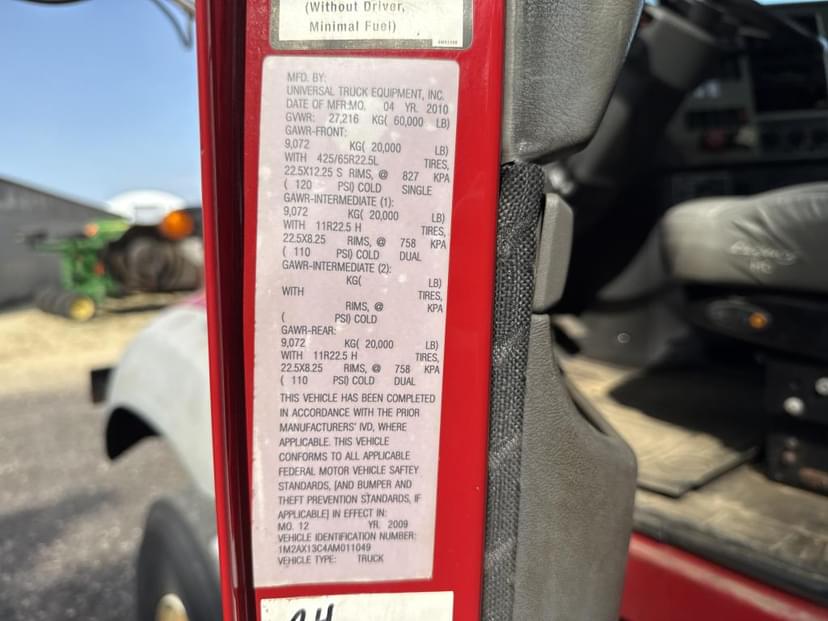 (Without Driver,
Minimal Fuel)
MFD. BY:
UNIVERSAL TRUCK EQUIPMENT, INC.
DATE OF MFR:MO. 04 YR. 2010
GVWR: 27,216 KG( 60,000 LB)
GAWR-FRONT:
9,072 KG( 20,000 LB)
WITH 425/65R22.5L TIRES,
22.5X12.25 S RIMS, @ 827 KPA
( 120 PSI) COLD SINGLE
GAWR-INTERMEDIATE (1):
9,072 KG( 20,000 LB)
WITH 11R22.5 H TIRES,
22.5X8.25 RIMS, @ 758 KPA
( 110 PSI) COLD DUAL
GAWR-INTERMEDIATE (2):
KG( LB)
WITH TIRES,
RIMS, @ KPA
( PSI) COLD
GAWR-REAR:
9,072 KG( 20,000 LB)
WITH 11R22.5 H TIRES,
22.5X8.25 RIMS, @ 758 KPA
( 110 PSI) COLD DUAL
THIS VEHICLE HAS BEEN COMPLETED
IN ACCORDANCE WITH THE PRIOR
MANUFACTURERS' IVD, WHERE
APPLICABLE. THIS VEHICLE
CONFORMS TO ALL APPLICABLE
FEDERAL MOTOR VEHICLE SAFTEY
STANDARDS, (AND BUMPER AND
THEFT PREVENTION STANDARDS, IF
APPLICABLE) IN EFFECT IN:
MO. 12 YR. 2009
VEHICLE IDENTIFICATION NUMBER:
1M2AX13C4AM011049
VEHICLE TYPE: TRUCK